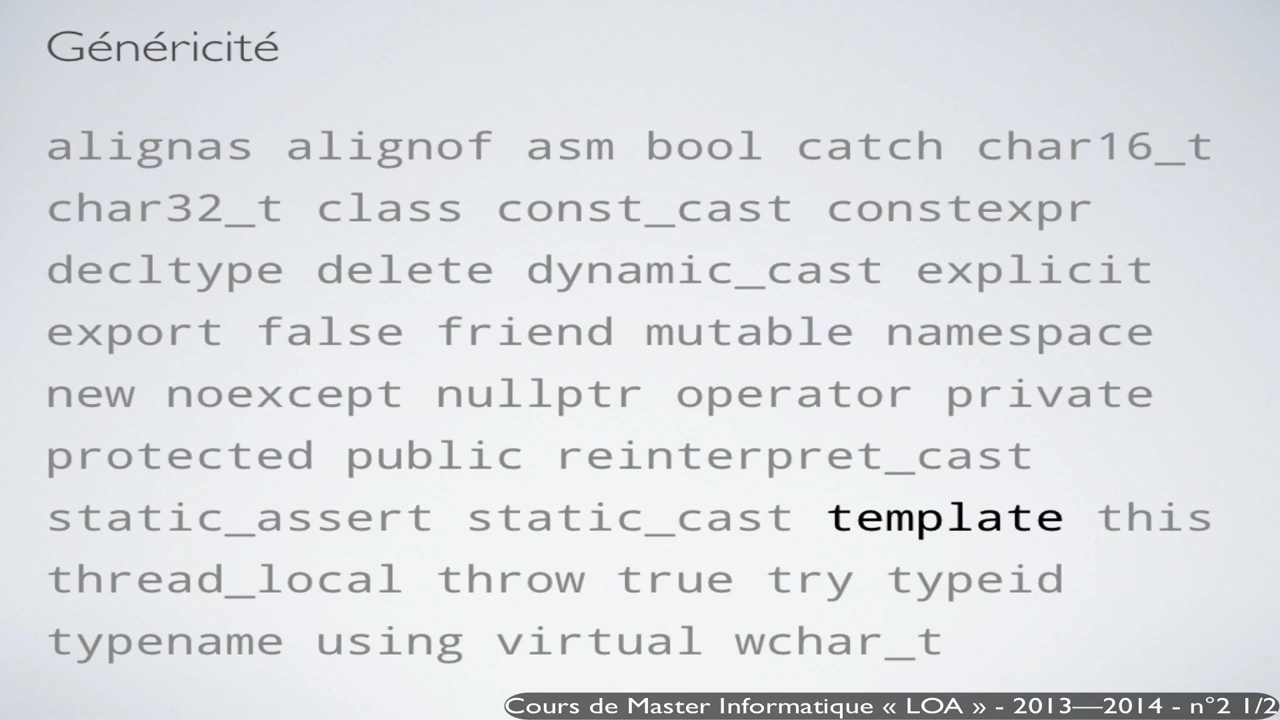 Généricité
alignas alignof asm bool catch char16_t
char32_t class const_cast constexpr
decltype delete dynamic_cast explicit
export false friend mutable namespace
new noexcept nullptr operator private
protected public reinterpret_cast
static_assert static_cast template this
thread_local throw true try typeid
typename using virtual wchar_t
Cours de Master Informatique « LOA » - 2013—2014 - n°2 1/2